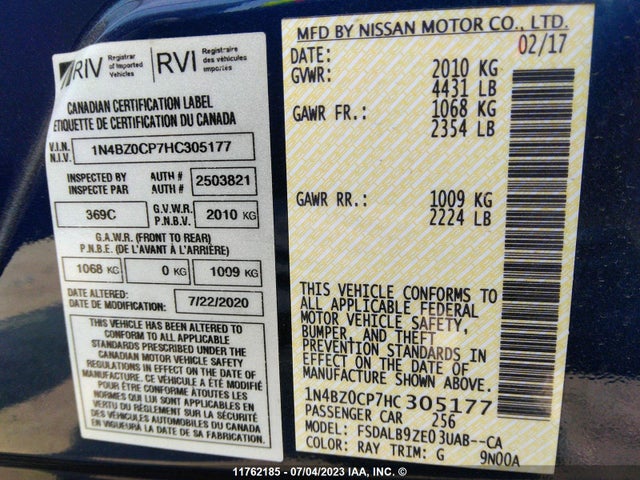 RIV Registrar of Imported Vehicles
RVI Registraire des véhicules importés
CANADIAN CERTIFICATION LABEL
ETIQUETTE DE CERTIFICATION DU CANADA
V.I.N.
N.I.V.
1N4BZ0CP7HC305177
INSPECTED BY AUTH #
INSPECTE PAR AUTH #
2503821
369C
G.V.W.R.
P.N.B.V.
2010 KG
G.A.W.R. (FRONT TO REAR)
P.N.B.E. (DE L'AVANT À L'ARRIÈRE)
1068 KG 0 KG 1009 KG
DATE ALTERED:
DATE DE MODIFICATION:
7/22/2020
THIS VEHICLE HAS BEEN ALTERED TO
CONFORM TO ALL APPLICABLE
STANDARDS PRESCRIBED UNDER THE
CANADIAN MOTOR VEHICLE SAFETY
REGULATIONS IN EFFECT ON THE DATE
OF ALTERATION. CE VÉHICULE A ÉTÉ MODIFIÉ
POUR ÊTRE CONFORME À TOUTES LES
NORMES QUI LUI SONT APPLICABLES EN
VERTU DU RÈGLEMENT SUR LA SÉCURITÉ
DES VÉHICULES AUTOMOBILES DU
CANADA EN VIGUEUR À LA DATE
DE SA FABRICATION.
MFD BY NISSAN MOTOR CO., LTD.
DATE: 02/17
GVWR: 2010 KG
4431 LB
GAWR FR.: 1068 KG
2354 LB
GAWR RR.: 1009 KG
2224 LB
THIS VEHICLE CONFORMS TO
ALL APPLICABLE FEDERAL
MOTOR VEHICLE SAFETY,
BUMPER, AND THEFT
PREVENTION STANDARDS IN
EFFECT ON THE DATE OF
MANUFACTURE SHOWN ABOVE.
1N4BZ0CP7HC 305177
PASSENGER CAR 256
MODEL: FSDALB9ZE0 3UAB--CA
COLOR: RAY TRIM: G 9N00A
11762185 - 07/04/2023 IAA, INC. ©